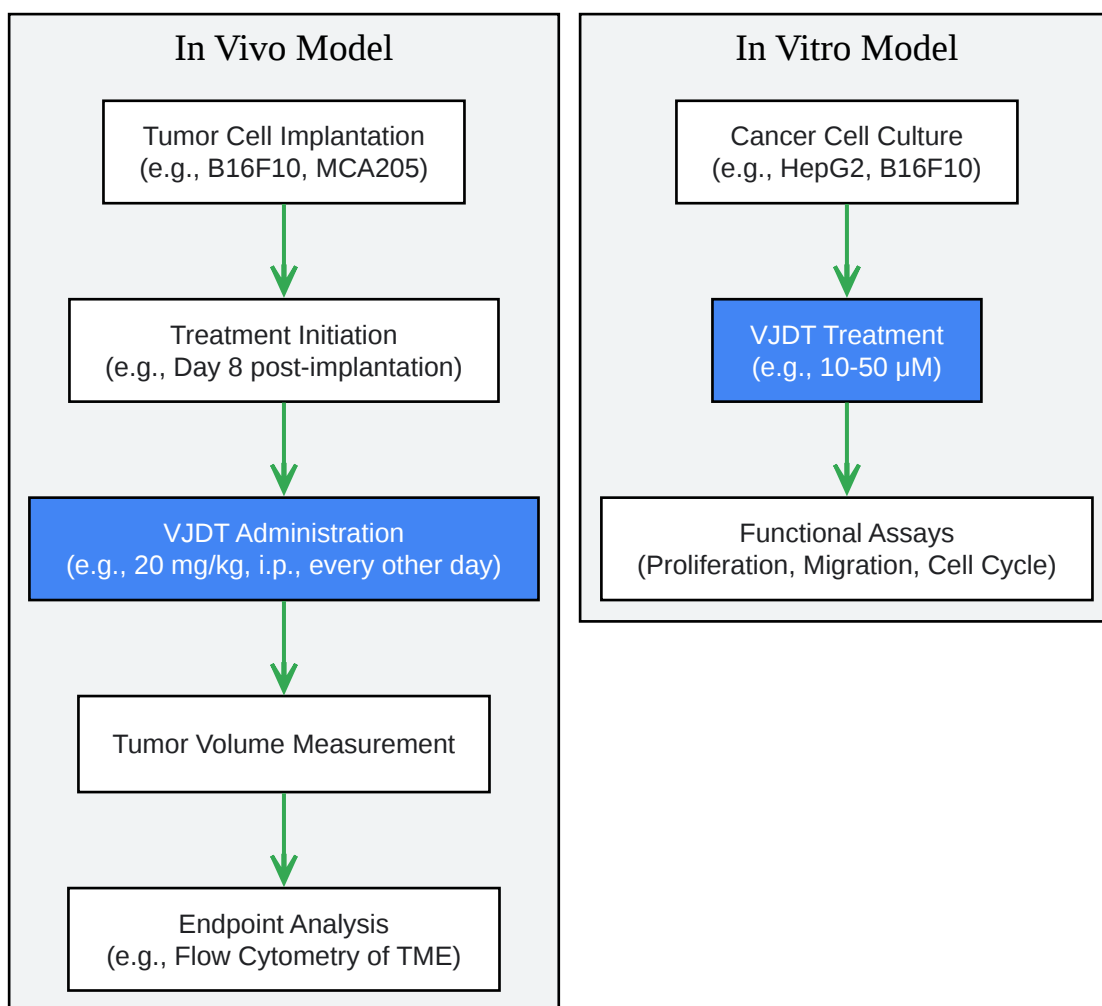 In Vivo Model
Tumor Cell Implantation
(e.g., B16F10, MCA205)
Treatment Initiation
(e.g., Day 8 post-implantation)
VJDT Administration
(e.g., 20 mg/kg, i.p., every other day)
Tumor Volume Measurement
Endpoint Analysis
(e.g., Flow Cytometry of TME)
In Vitro Model
Cancer Cell Culture
(e.g., HepG2, B16F10)
VJDT Treatment
(e.g., 10-50 μM)
Functional Assays
(Proliferation, Migration, Cell Cycle)